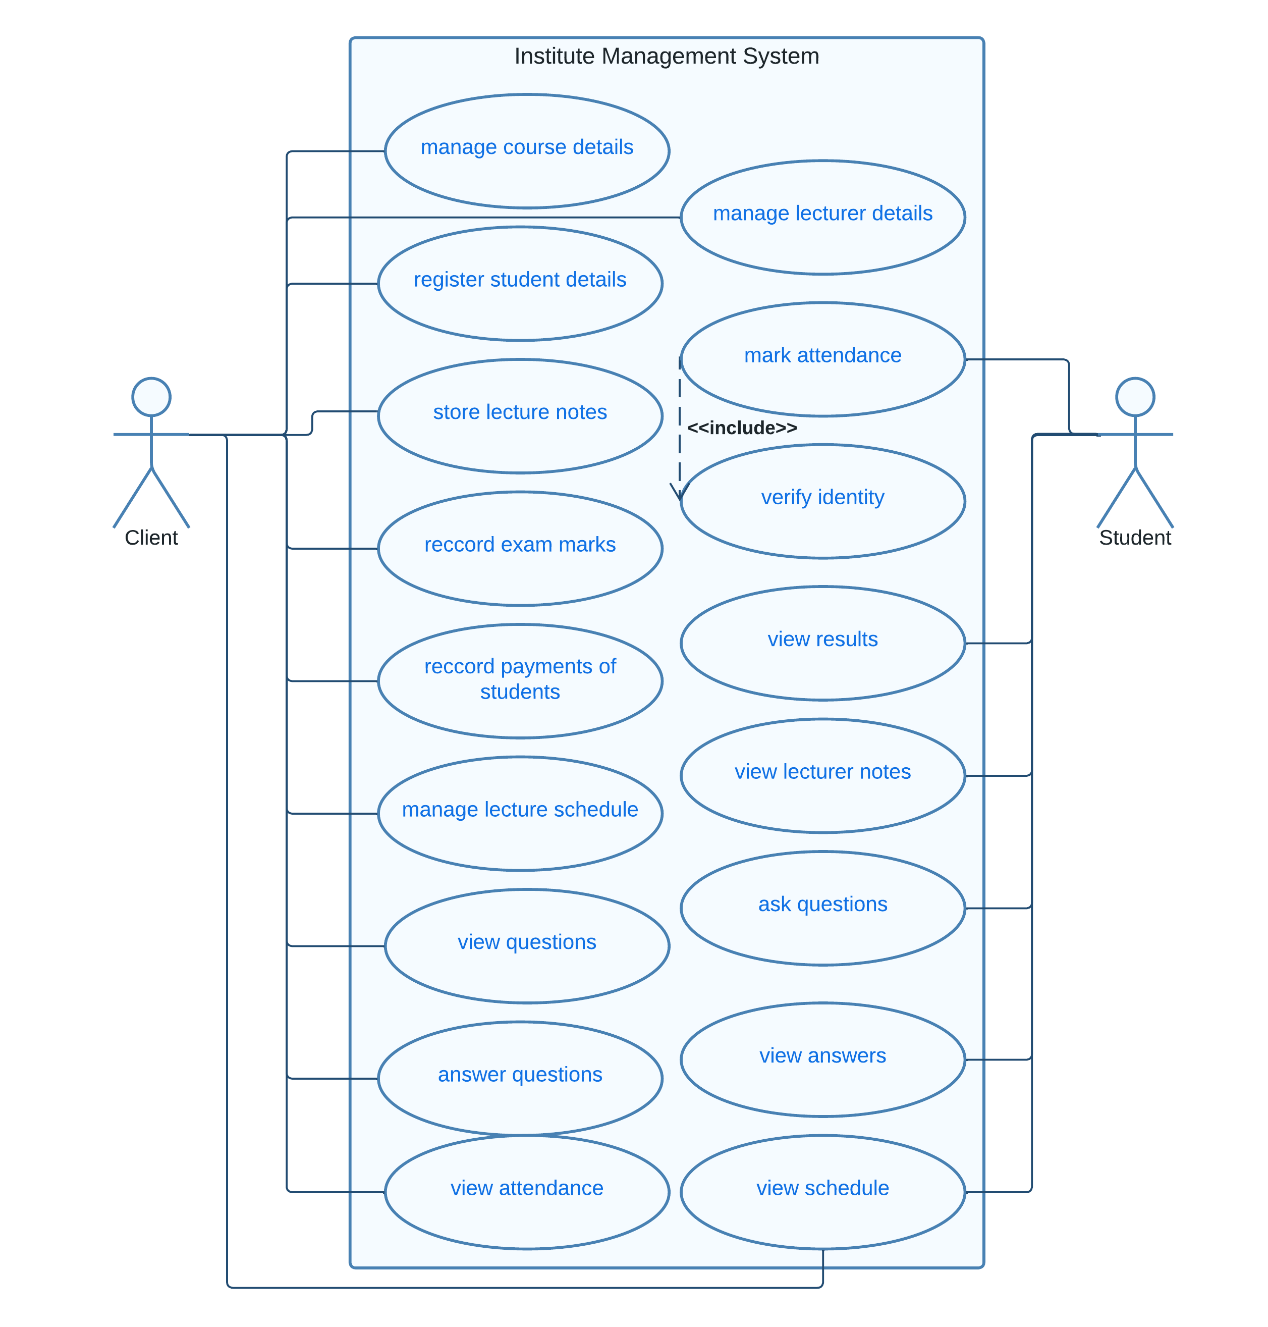 Institute Management System
manage course details
manage lecturer details
register student details
mark attendance
store lecture notes
<<include>>
verify identity
Client
Student
reccord exam marks
view results
reccord payments of
students
view lecturer notes
manage lecture schedule
ask questions
view questions
view answers
answer questions
view attendance
view schedule